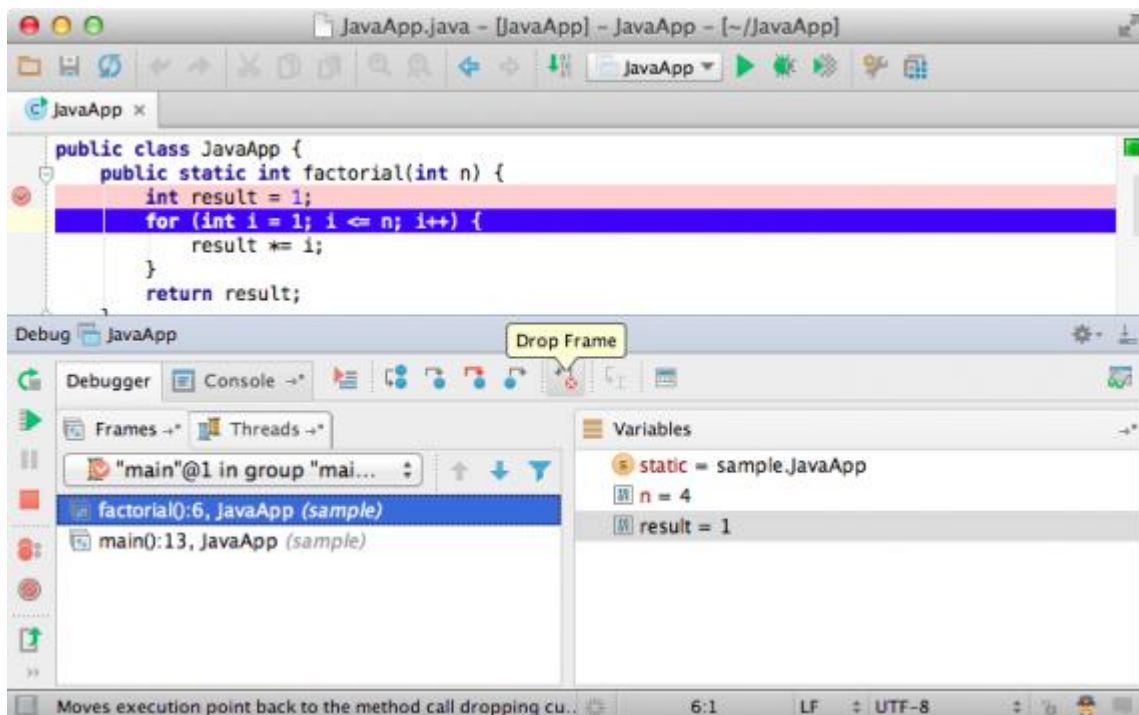 JavaApp.java – [JavaApp] – JavaApp – [~/JavaApp]
JavaApp
JavaApp
public class JavaApp {
public static int factorial(int n) {
int result = 1;
for (int i = 1; i <= n; i++) {
result *= i;
}
return result;
Debug JavaApp
Drop Frame
Debugger Console
Frames Threads
Variables
"main"@1 in group "mai...
static = sample.JavaApp
n = 4
factorial():6, JavaApp (sample)
result = 1
main():13, JavaApp (sample)
Moves execution point back to the method call dropping cu.. 6:1 LF UTF-8